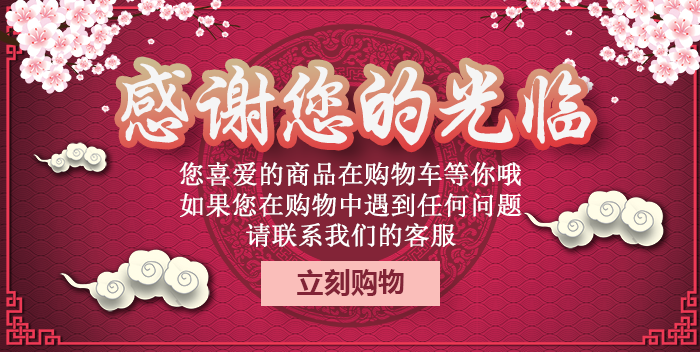 感谢您的光临
您喜爱的商品在购物车等你哦
如果您在购物中遇到任何问题
请联系我们的客服
立刻购物